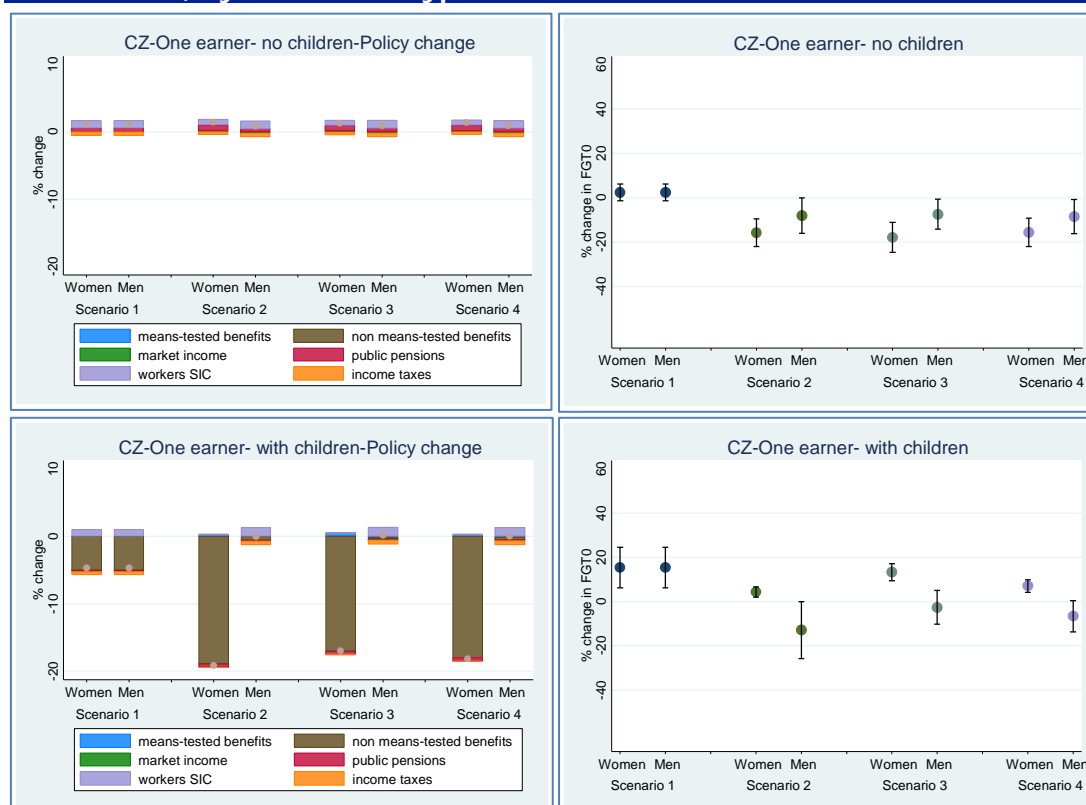 CZ-One earner- no children-Policy change
% change
10
0
-10
-20
Women Men Women Men Women Men Women Men
Scenario 1 Scenario 2 Scenario 3 Scenario 4
means-tested benefits non means-tested benefits
market income public pensions
workers SIC income taxes
CZ-One earner- no children
% change in FGT0
60
40
20
0
-20
-40
Women Men Women Men Women Men Women Men
Scenario 1 Scenario 2 Scenario 3 Scenario 4
CZ-One earner- with children-Policy change
% change
10
0
-10
-20
Women Men Women Men Women Men Women Men
Scenario 1 Scenario 2 Scenario 3 Scenario 4
means-tested benefits non means-tested benefits
market income public pensions
workers SIC income taxes
CZ-One earner- with children
% change in FGT0
60
40
20
0
-20
-40
Women Men Women Men Women Men Women Men
Scenario 1 Scenario 2 Scenario 3 Scenario 4